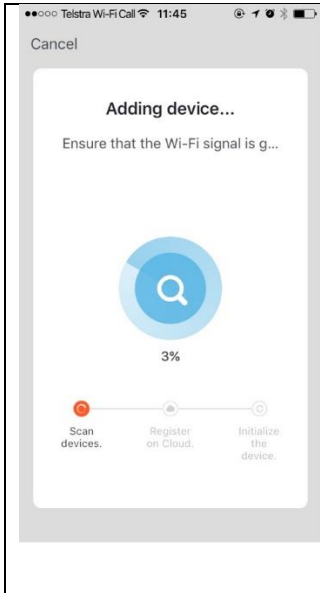 Telstra Wi-Fi Call 11:45
Cancel
Adding device...
Ensure that the Wi-Fi signal is g...
3%
Scan
devices.
Register
on Cloud.
Initialize
the
device.